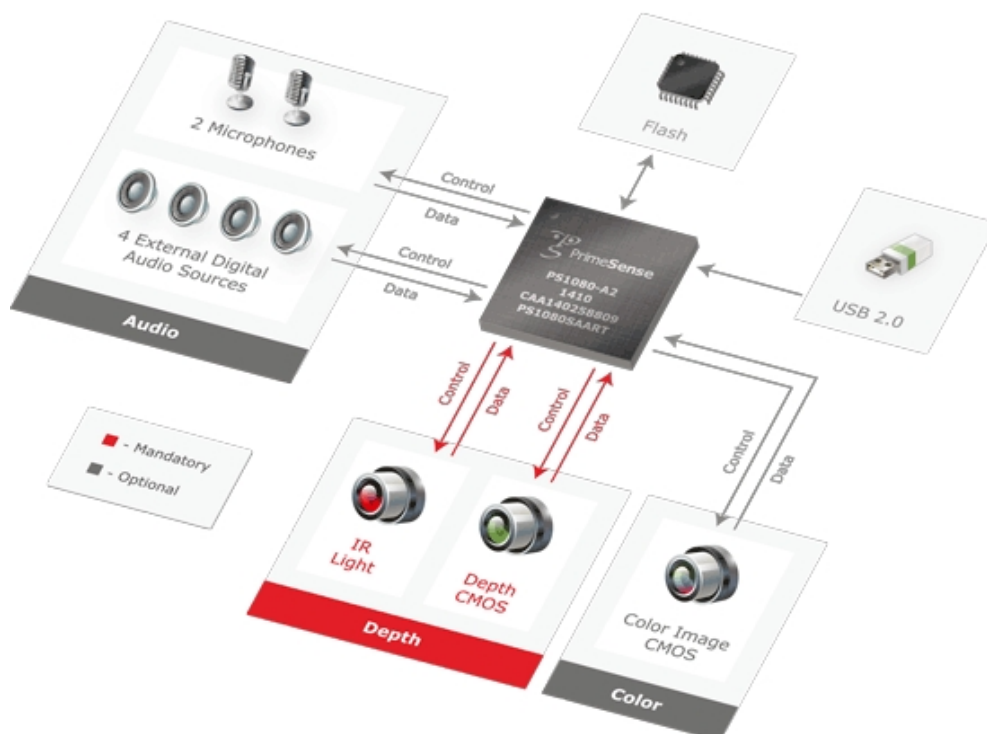 2 Microphones
4 External Digital
Audio Sources
Audio
Control
Data
Control
Data
Flash
PrimeSense
PS1080-A2
1410
CAA140258809
PS1080SAART
USB 2.0
Control
Data
Control
Data
Control
Data
- Mandatory
- Optional
IR
Light
Depth
CMOS
Depth
Color Image
CMOS
Color